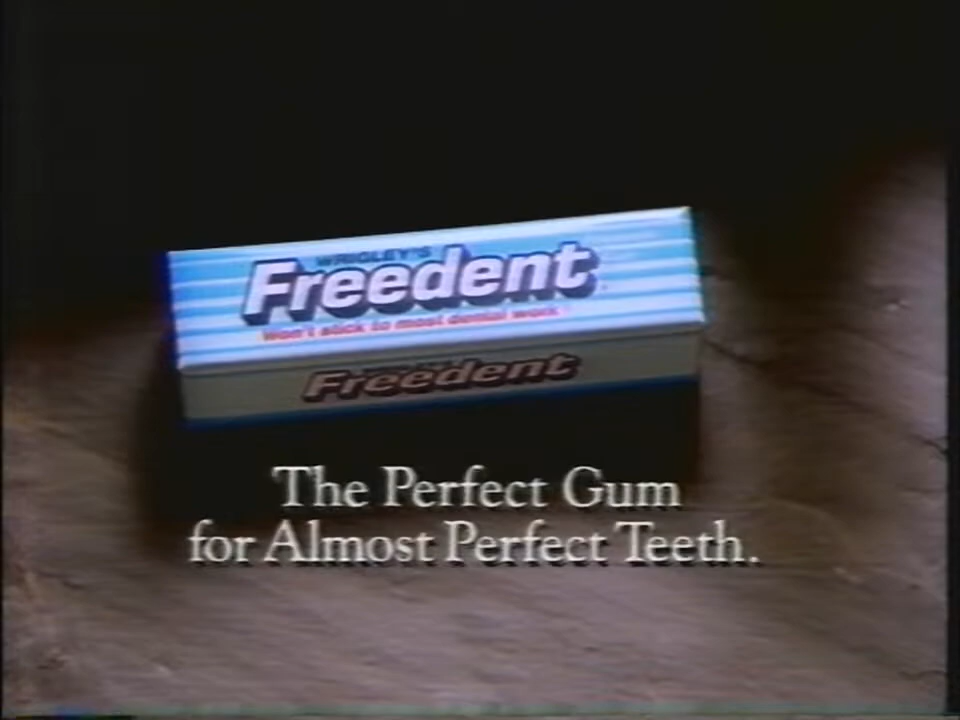 WRIGLEY'S
Freedent
Won't stick to most dental work
Freedent
The Perfect Gum
for Almost Perfect Teeth.